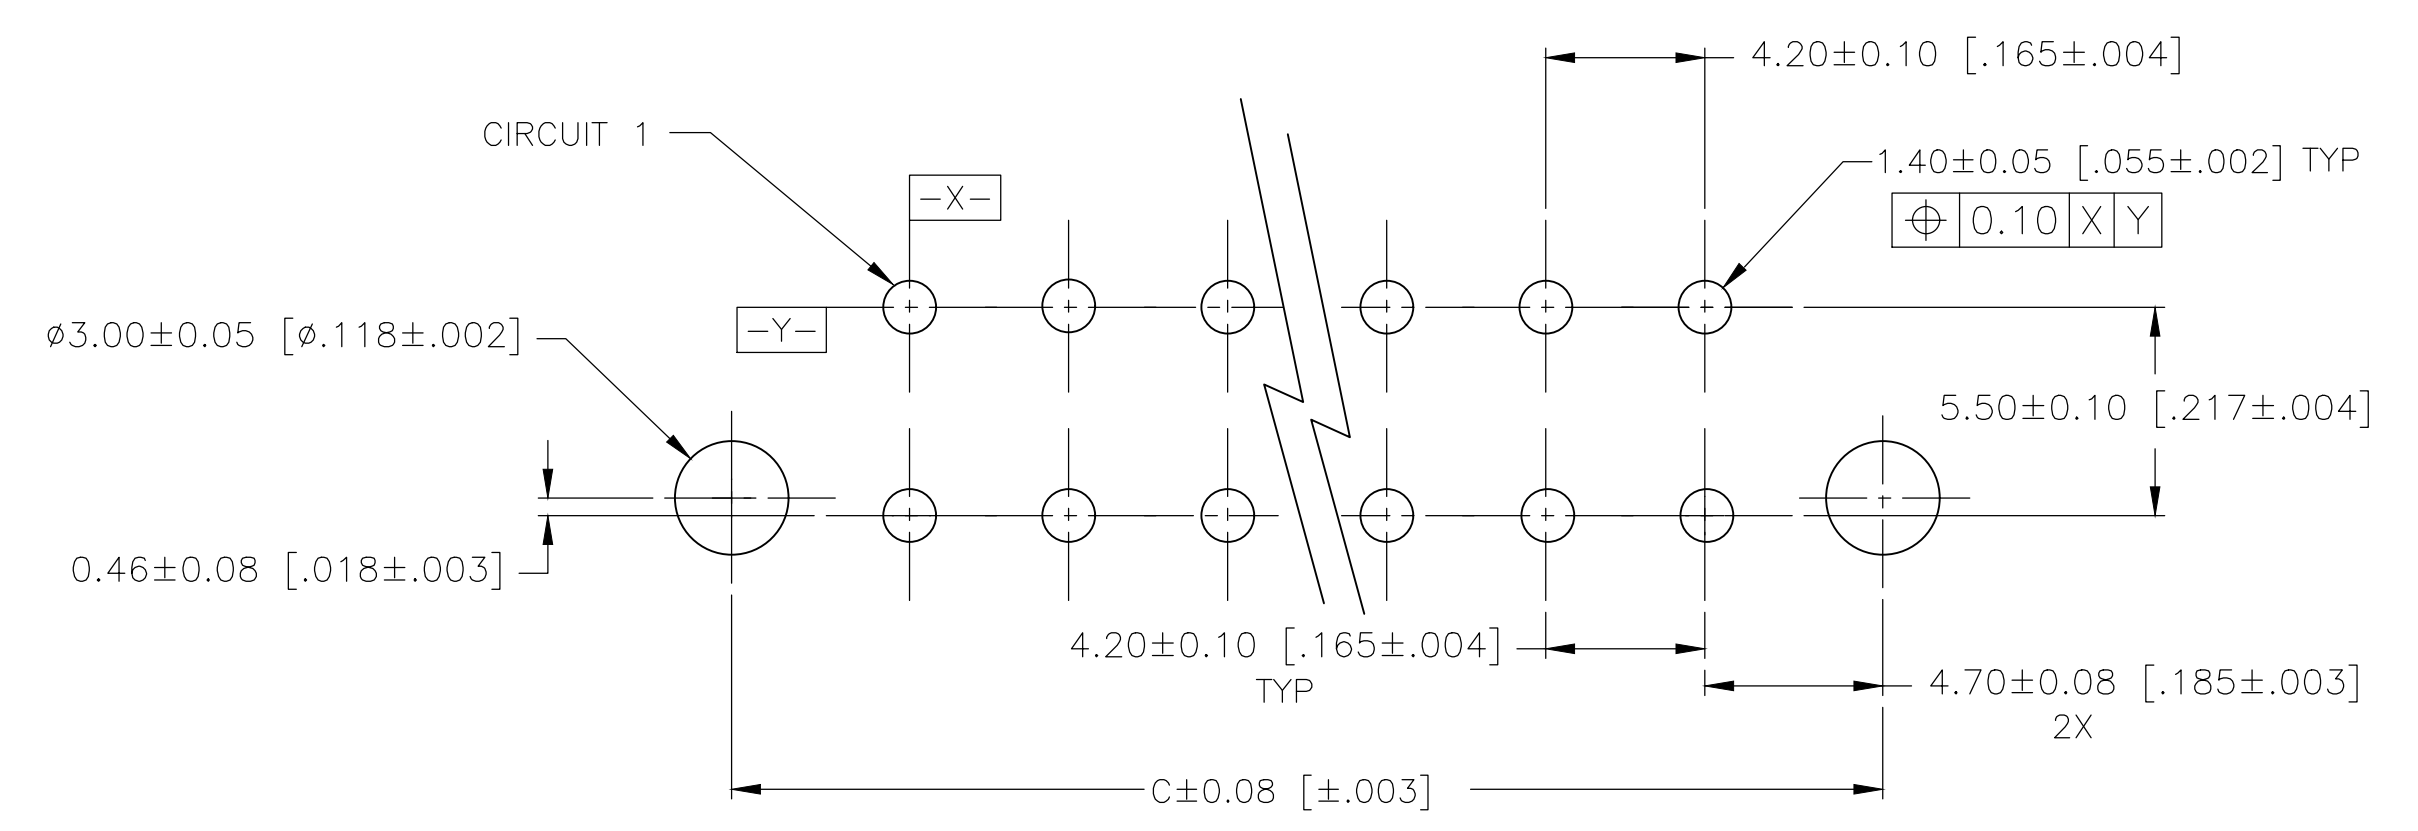 4.20±0.10 [.165±.004]
CIRCUIT 1
1.40±0.05 [.055±.002] TYP
-X-
⌖ 0.10 X Y
-Y-
ø3.00±0.05 [ø.118±.002]
5.50±0.10 [.217±.004]
0.46±0.08 [.018±.003]
4.20±0.10 [.165±.004]
TYP
4.70±0.08 [.185±.003]
2X
C±0.08 [±.003]